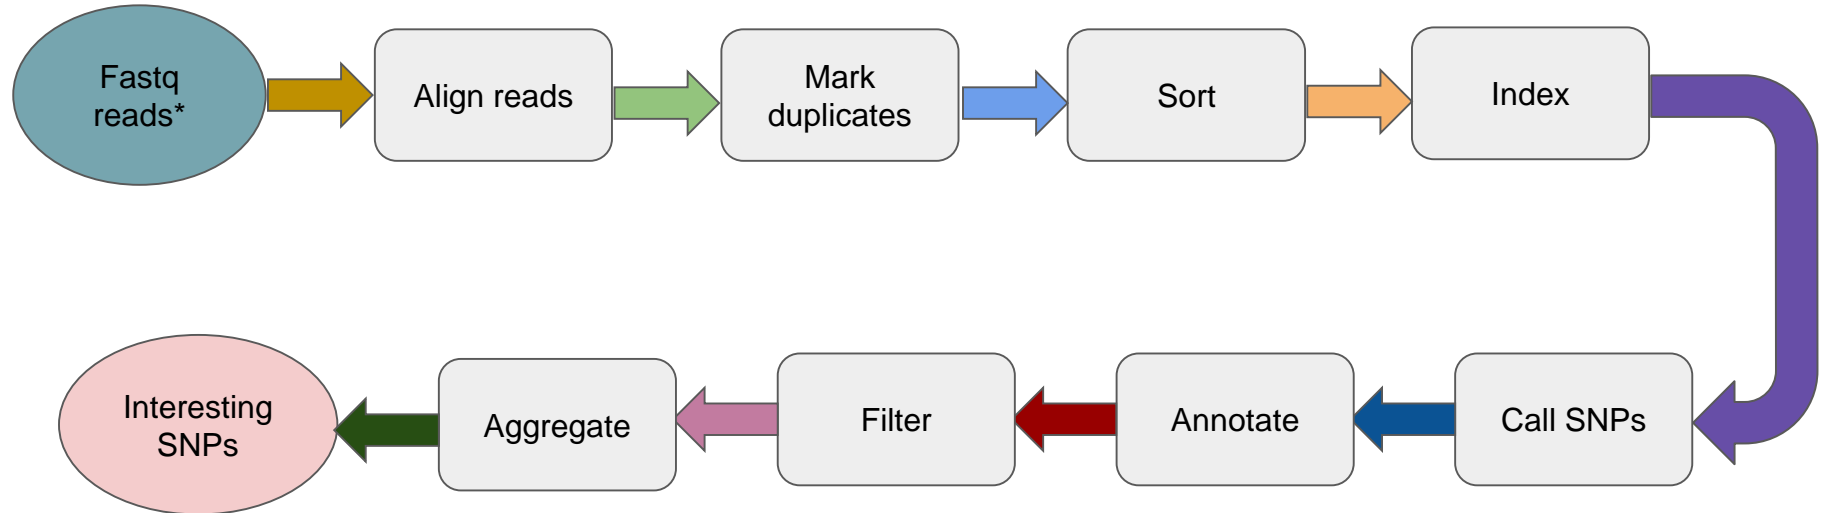 Fastq
reads*
Align reads
Mark
duplicates
Sort
Index
Call SNPs
Annotate
Filter
Aggregate
Interesting
SNPs